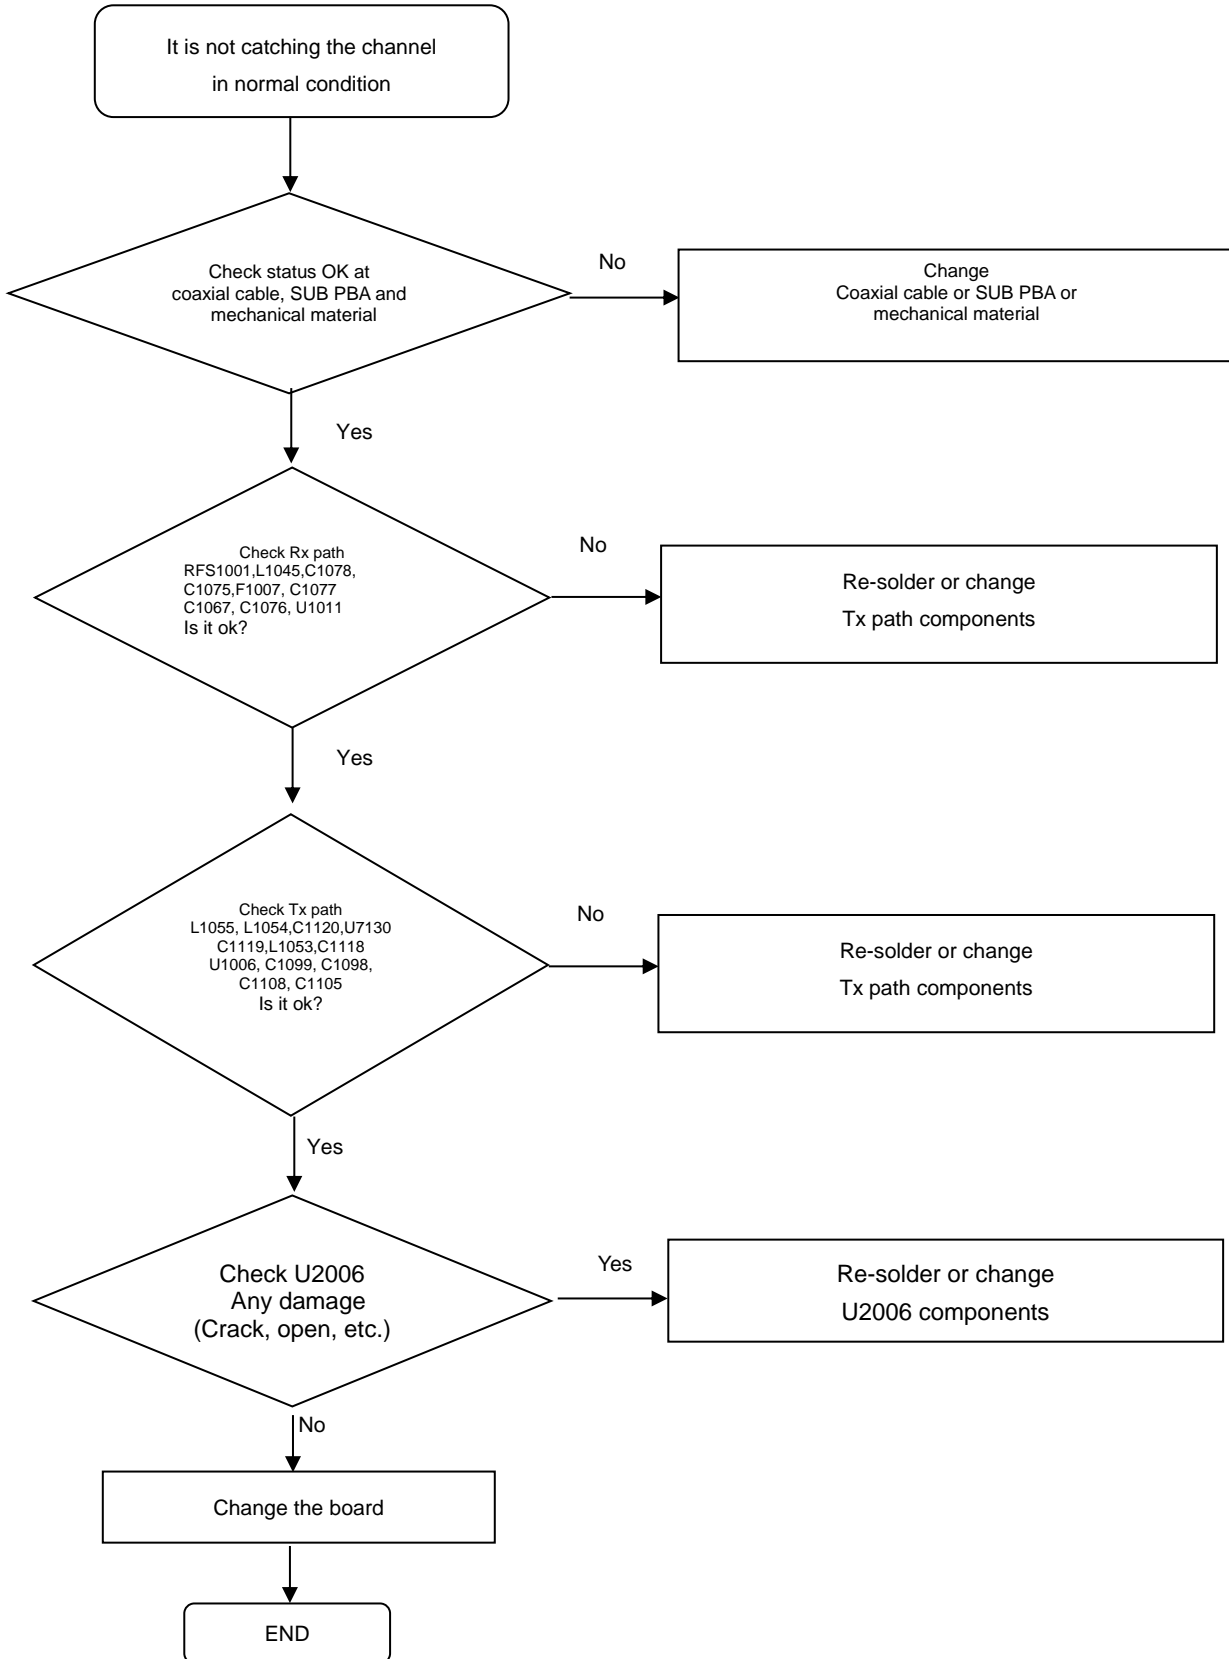 It is not catching the channel
in normal condition
Check status OK at
coaxial cable, SUB PBA and
mechanical material
No
Change
Coaxial cable or SUB PBA or
mechanical material
Yes
Check Rx path
RFS1001,L1045,C1078,
C1075,F1007, C1077
C1067, C1076, U1011
Is it ok?
No
Re-solder or change
Tx path components
Yes
Check Tx path
L1055, L1054,C1120,U7130
C1119,L1053,C1118
U1006, C1099, C1098,
C1108, C1105
Is it ok?
No
Re-solder or change
Tx path components
Yes
Check U2006
Any damage
(Crack, open, etc.)
Yes
Re-solder or change
U2006 components
No
Change the board
END